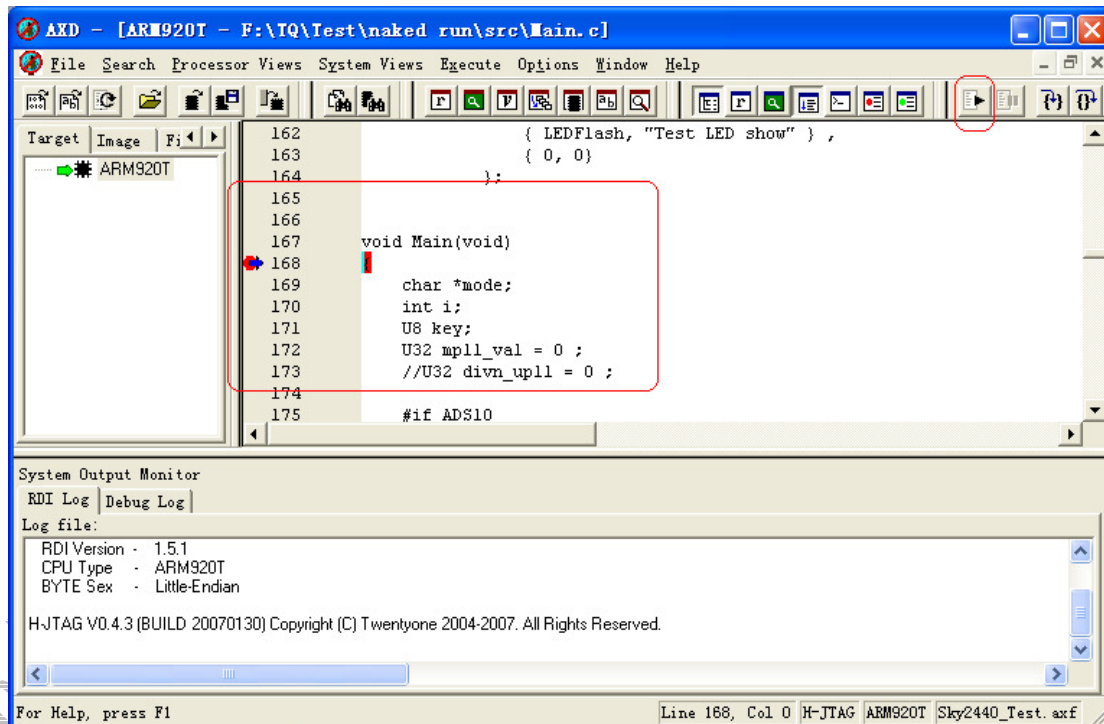 AXD - [ARM920T - F:\TQ\Test\naked run\src\Main.c]
File Search Processor Views System Views Execute Options Window Help
Target Image Fi
ARM920T
162 { LEDFlash, "Test LED show" } ,
163 { 0, 0}
164 };
165
166
167 void Main(void)
168 {
169 char *mode;
170 int i;
171 U8 key;
172 U32 mpll_val = 0 ;
173 //U32 divn_upll = 0 ;
174
175 #if ADS10
System Output Monitor
RDI Log Debug Log
Log file:
RDI Version - 1.5.1
CPU Type - ARM920T
BYTE Sex - Little-Endian
H-JTAG V0.4.3 (BUILD 20070130) Copyright (C) Twentyone 2004-2007. All Rights Reserved.
For Help, press F1 Line 168, Col 0 H-JTAG ARM920T Sky2440_Test.axf